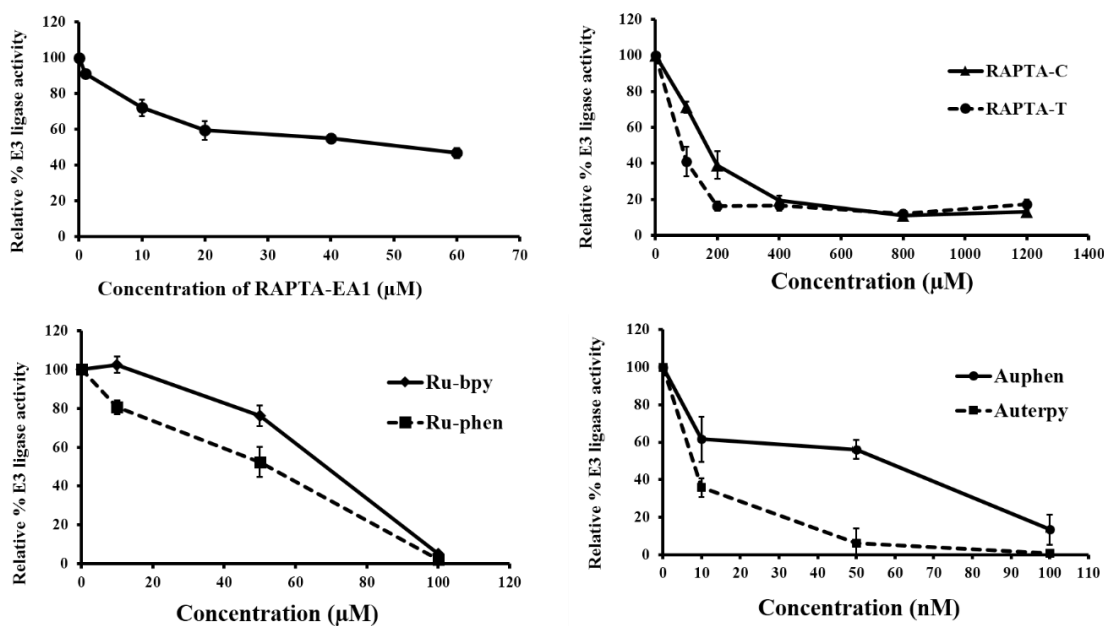 Relative % E3 ligase activity
120
100
80
60
40
20
0
0 10 20 30 40 50 60 70
Concentration of RAPTA-EA1 (µM)
Relative % E3 ligase activity
120
100
80
60
40
20
0
RAPTA-C
RAPTA-T
0 200 400 600 800 1000 1200 1400
Concentration (µM)
Relative % E3 ligase activity
120
100
80
60
40
20
0
Ru-bpy
Ru-phen
0 20 40 60 80 100 120
Concentration (µM)
Relative % E3 ligaase activity
120
100
80
60
40
20
0
Auphen
Auterpy
0 10 20 30 40 50 60 70 80 90 100 110
Concentration (nM)